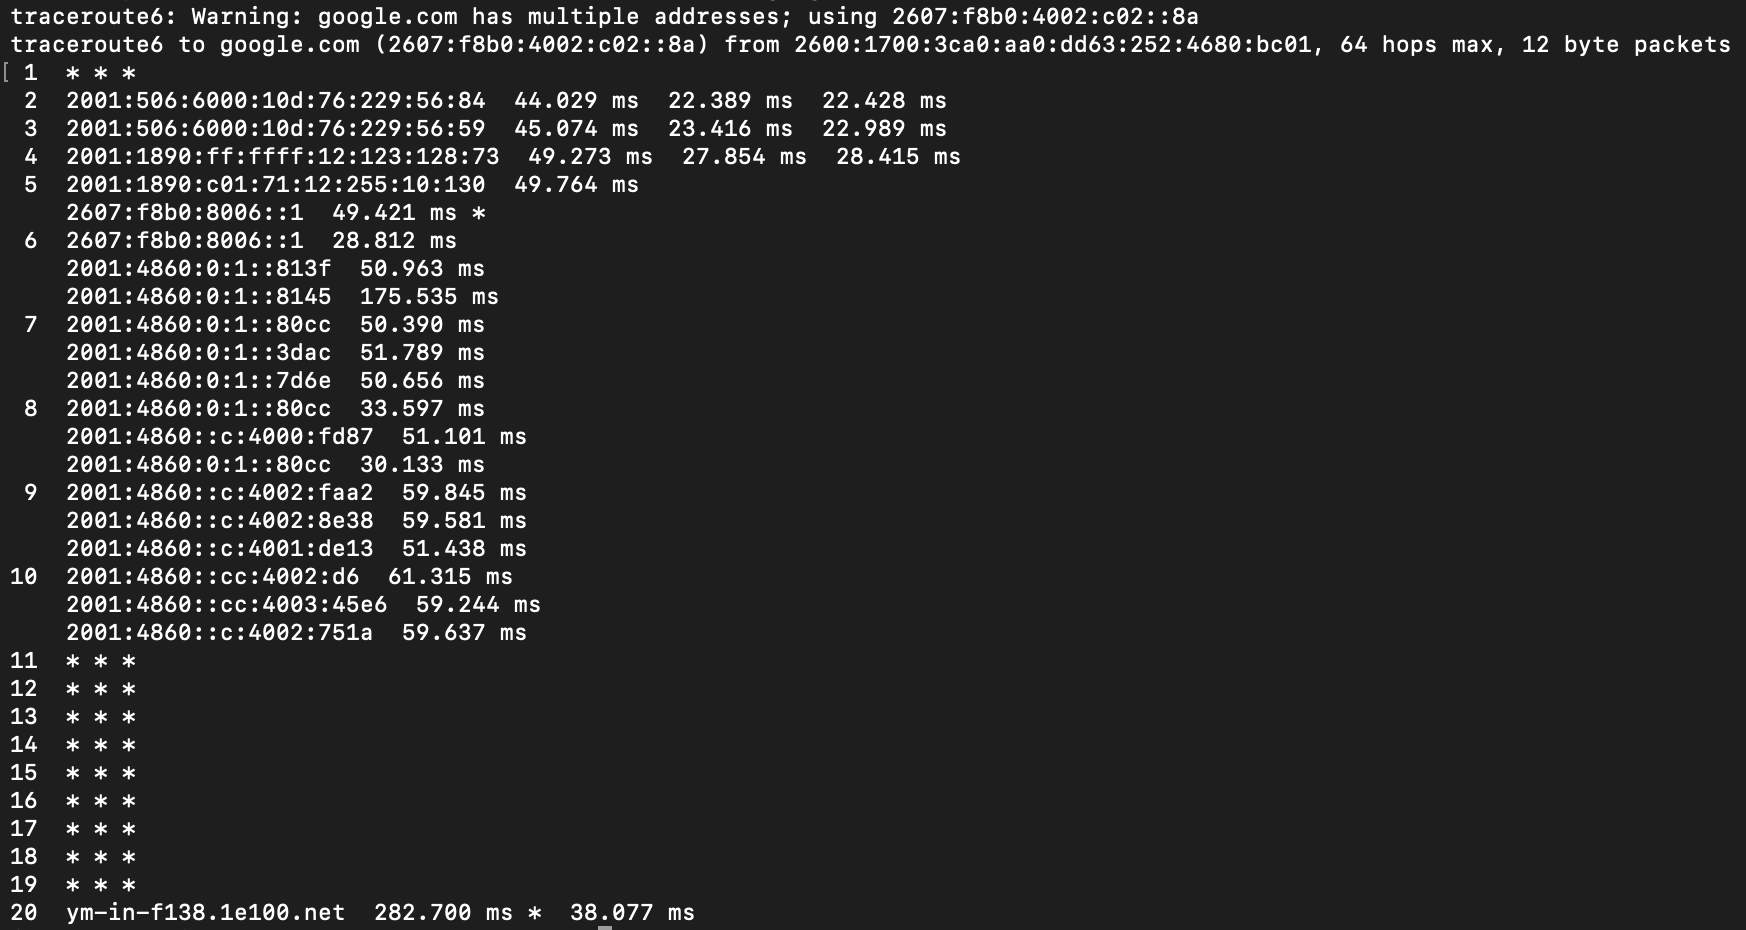 traceroute6: Warning: google.com has multiple addresses; using 2607:f8b0:4002:c02::8a
traceroute6 to google.com (2607:f8b0:4002:c02::8a) from 2600:1700:3ca0:aa0:dd63:252:4680:bc01, 64 hops max, 12 byte packets
[ 1  * * *
 2  2001:506:6000:10d:76:229:56:84  44.029 ms  22.389 ms  22.428 ms
 3  2001:506:6000:10d:76:229:56:59  45.074 ms  23.416 ms  22.989 ms
 4  2001:1890:ff:ffff:12:123:128:73  49.273 ms  27.854 ms  28.415 ms
 5  2001:1890:c01:71:12:255:10:130  49.764 ms
    2607:f8b0:8006::1  49.421 ms *
 6  2607:f8b0:8006::1  28.812 ms
    2001:4860:0:1::813f  50.963 ms
    2001:4860:0:1::8145  175.535 ms
 7  2001:4860:0:1::80cc  50.390 ms
    2001:4860:0:1::3dac  51.789 ms
    2001:4860:0:1::7d6e  50.656 ms
 8  2001:4860:0:1::80cc  33.597 ms
    2001:4860::c:4000:fd87  51.101 ms
    2001:4860:0:1::80cc  30.133 ms
 9  2001:4860::c:4002:faa2  59.845 ms
    2001:4860::c:4002:8e38  59.581 ms
    2001:4860::c:4001:de13  51.438 ms
10  2001:4860::cc:4002:d6  61.315 ms
    2001:4860::cc:4003:45e6  59.244 ms
    2001:4860::c:4002:751a  59.637 ms
11  * * *
12  * * *
13  * * *
14  * * *
15  * * *
16  * * *
17  * * *
18  * * *
19  * * *
20  ym-in-f138.1e100.net  282.700 ms *  38.077 ms